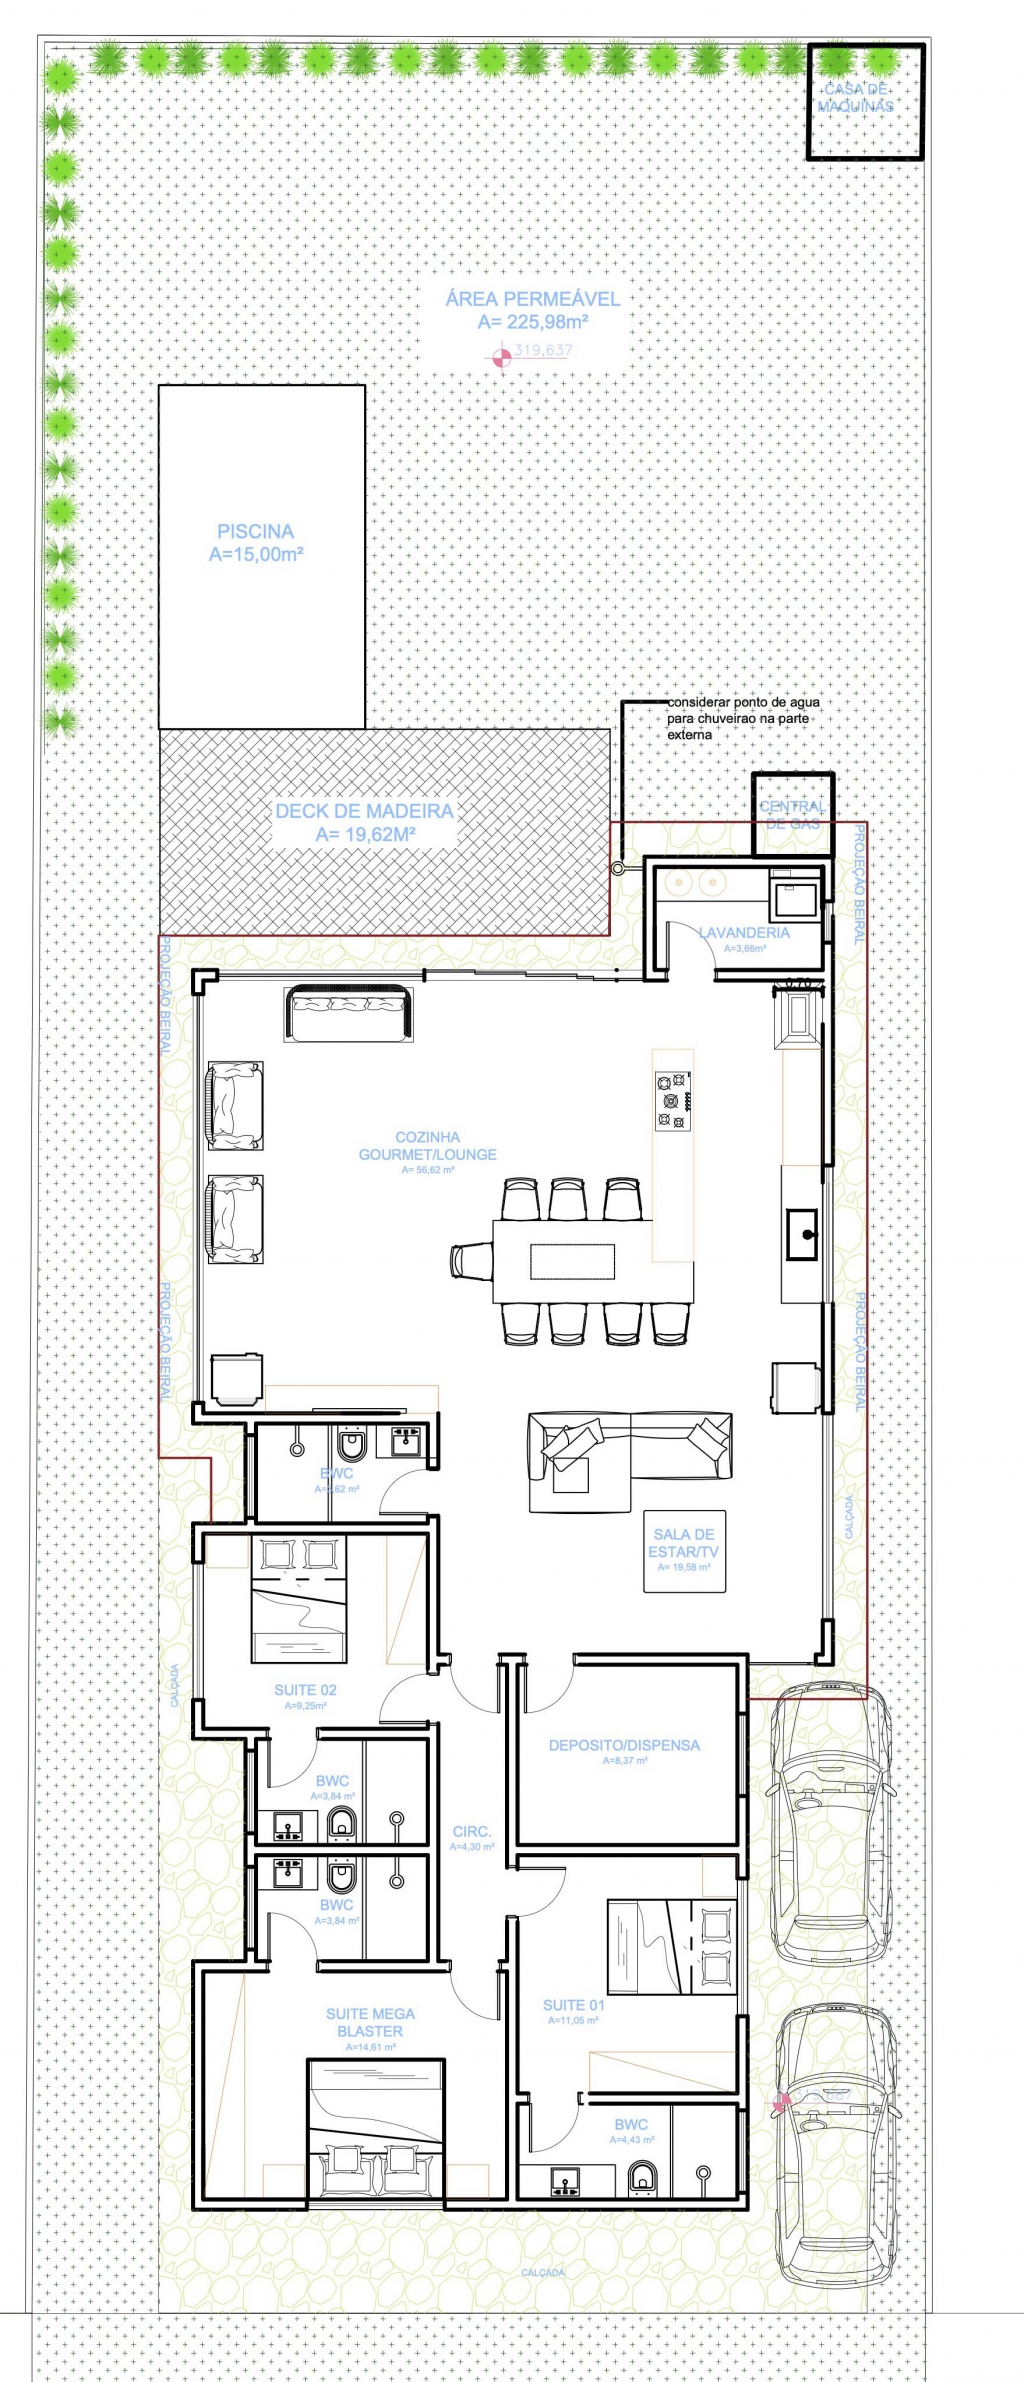 CASA DE
MAQUINAS
ÁREA PERMEÁVEL
A= 225,98m²
319,637
PISCINA
A=15,00m²
considerar ponto de agua
para chuveirao na parte
externa
DECK DE MADEIRA
A= 19,62M²
CENTRAL
DE GÁS
PROJEÇÃO BEIRAL
LAVANDERIA
A=3,66m²
PROJEÇÃO BEIRAL
0,70
COZINHA
GOURMET/LOUNGE
A= 56,62 m²
PROJEÇÃO BEIRAL
PROJEÇÃO BEIRAL
BWC
CALÇADA
SALA DE
ESTAR/TV
A= 19,58 m²
CALÇADA
SUITE 02
A=9,25m²
DEPOSITO/DISPENSA
A=8,37 m²
BWC
A=3,84 m²
CIRC.
A=4,30 m²
BWC
A=3,84 m²
SUITE MEGA
BLASTER
A=14,61 m²
SUITE 01
A=11,05 m²
BWC
A=4,43 m²
CALÇADA